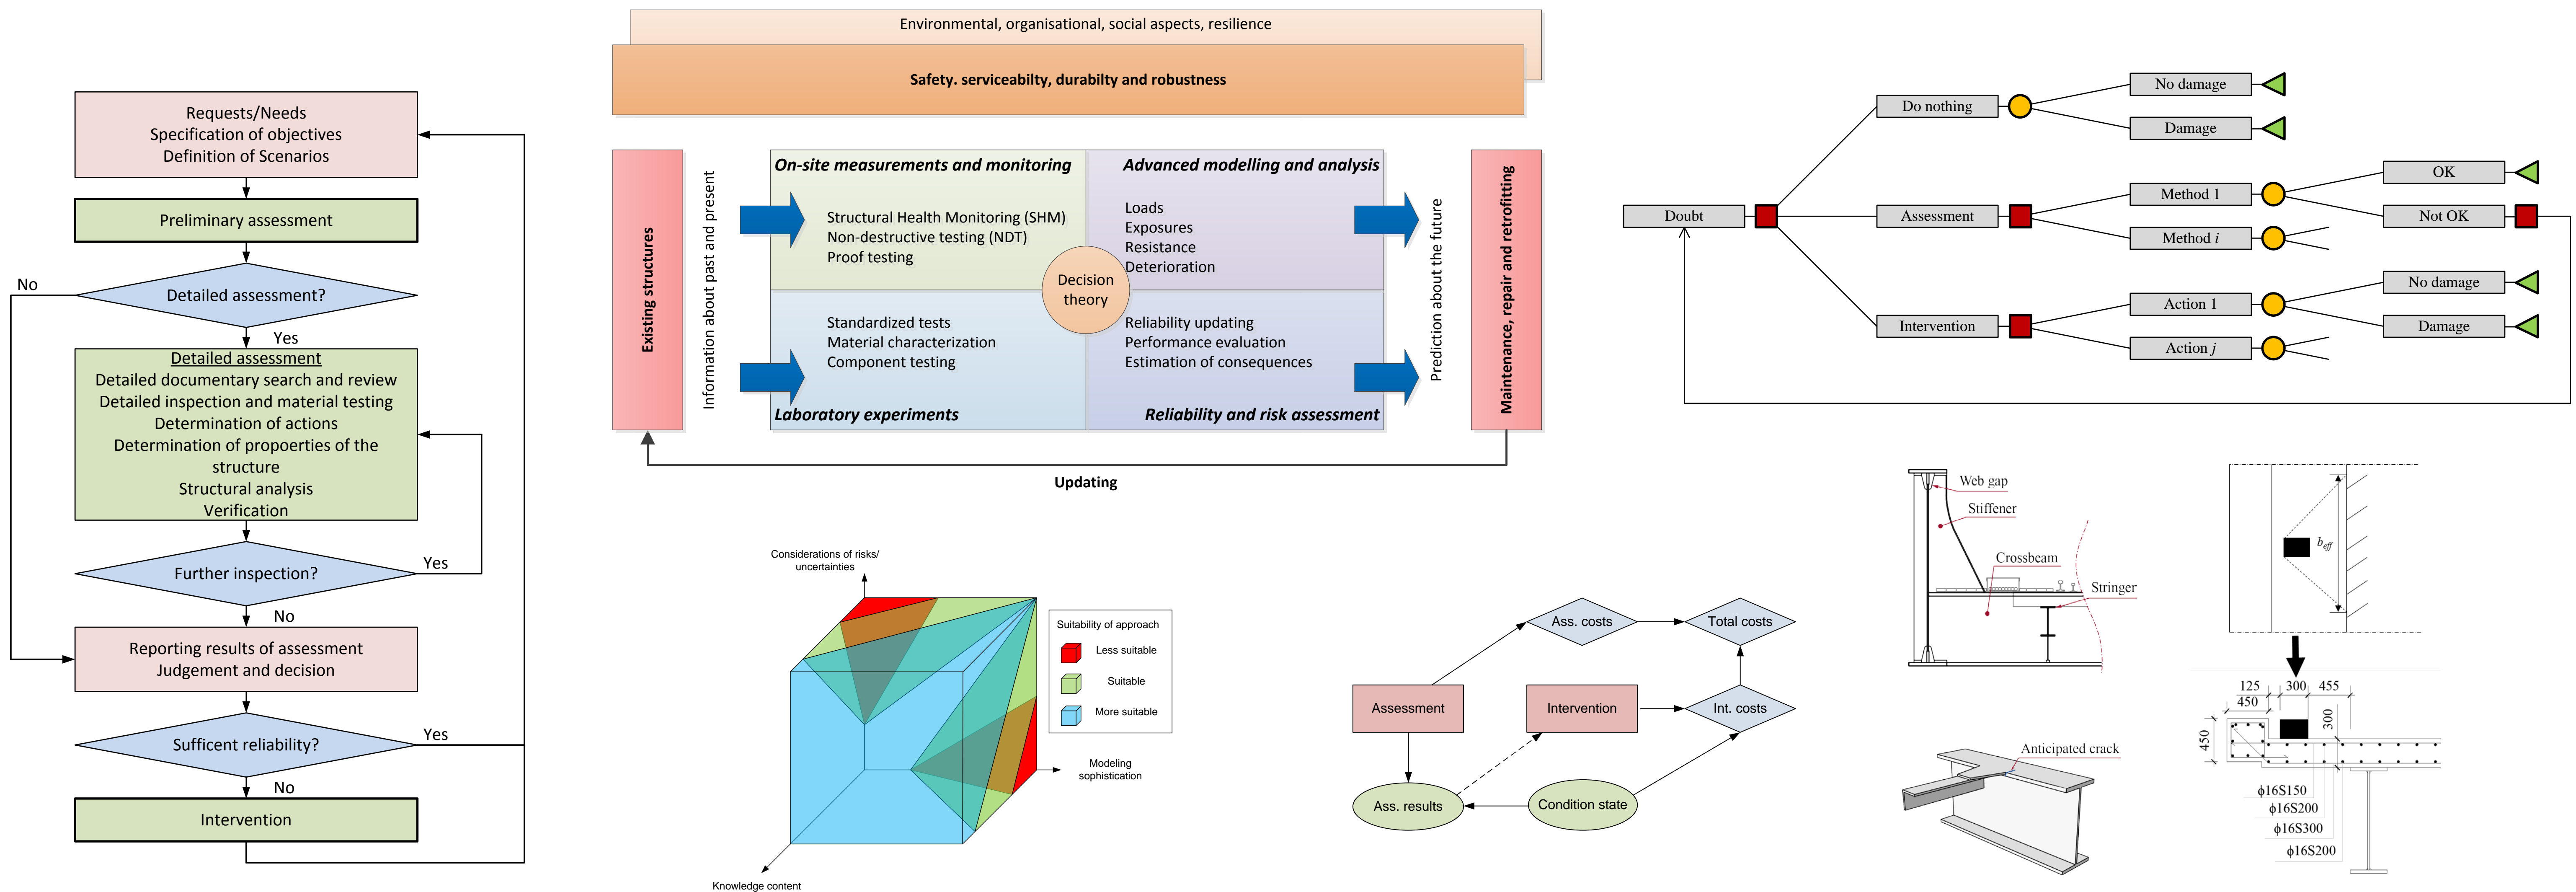 Requests/Needs
Specification of objectives
Definition of Scenarios
Preliminary assessment
No
Detailed assessment?
Yes
Detailed assessment
Detailed documentary search and review
Detailed inspection and material testing
Determination of actions
Determination of propoerties of the
structure
Structural analysis
Verification
Further inspection?
Yes
No
Reporting results of assessment
Judgement and decision
Sufficent reliability?
Yes
No
Intervention
Environmental, organisational, social aspects, resilience
Safety. serviceabilty, durabilty and robustness
Existing structures
Information about past and present
On-site measurements and monitoring
Structural Health Monitoring (SHM)
Non-destructive testing (NDT)
Proof testing
Advanced modelling and analysis
Loads
Exposures
Resistance
Deterioration
Decision
theory
Standardized tests
Material characterization
Component testing
Laboratory experiments
Reliability updating
Performance evaluation
Estimation of consequences
Reliability and risk assessment
Prediction about the future
Maintenance, repair and retrofitting
Updating
Doubt
Do nothing
No damage
Damage
Assessment
Method 1
OK
Not OK
Method i
Intervention
Action 1
No damage
Damage
Action j
Considerations of risks/
uncertainties
Modeling
sophistication
Knowledge content
Suitability of approach
Less suitable
Suitable
More suitable
Ass. costs
Total costs
Assessment
Intervention
Int. costs
Ass. results
Condition state
Web gap
Stiffener
Crossbeam
Stringer
Anticipated crack
beff
125
300
455
450
450
300
300
ϕ16S150
ϕ16S200
ϕ16S300
ϕ16S200